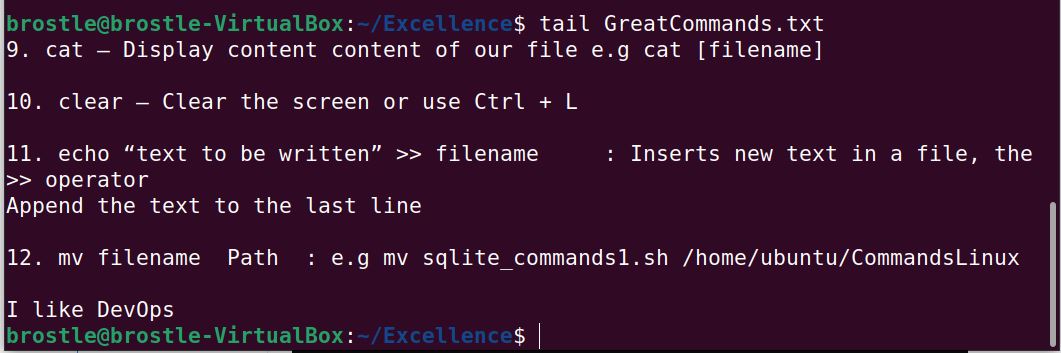 brostle@brostle-VirtualBox:~/Excellence$ tail GreatCommands.txt
9. cat – Display content content of our file e.g cat [filename]
10. clear – Clear the screen or use Ctrl + L
11. echo “text to be written” >> filename     : Inserts new text in a file, the
>> operator
Append the text to the last line
12. mv filename  Path  : e.g mv sqlite_commands1.sh /home/ubuntu/CommandsLinux
I like DevOps
brostle@brostle-VirtualBox:~/Excellence$